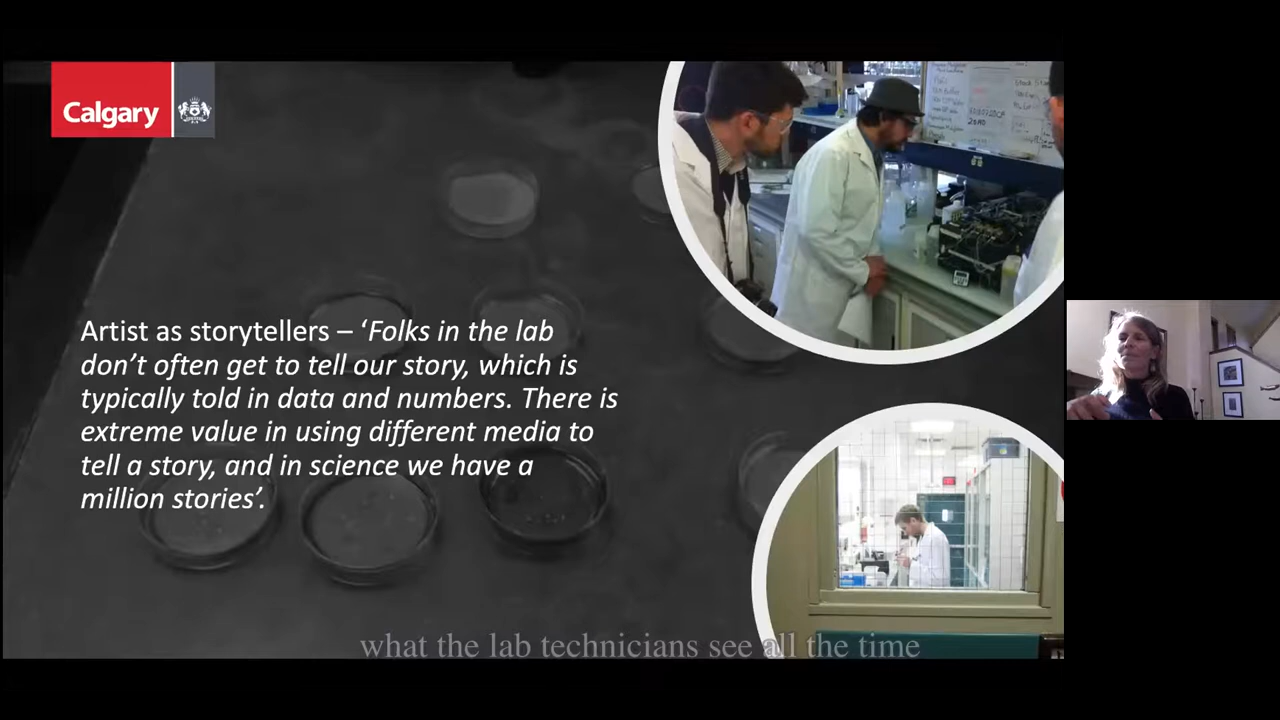 Calgary
Artist as storytellers – ‘Folks in the lab
don’t often get to tell our story, which is
typically told in data and numbers. There is
extreme value in using different media to
tell a story, and in science we have a
million stories’.
what the lab technicians see all the time